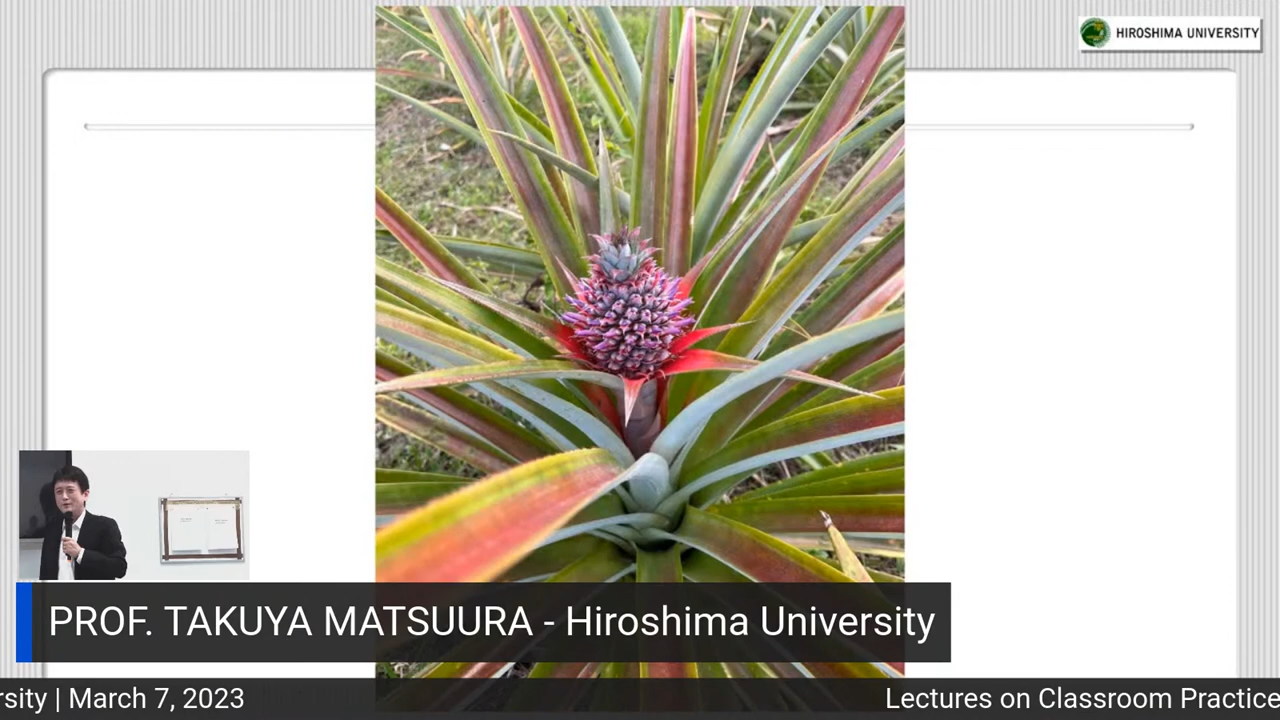 HIROSHIMA UNIVERSITY
PROF. TAKUYA MATSUURA - Hiroshima University
rsity | March 7, 2023
Lectures on Classroom Practice